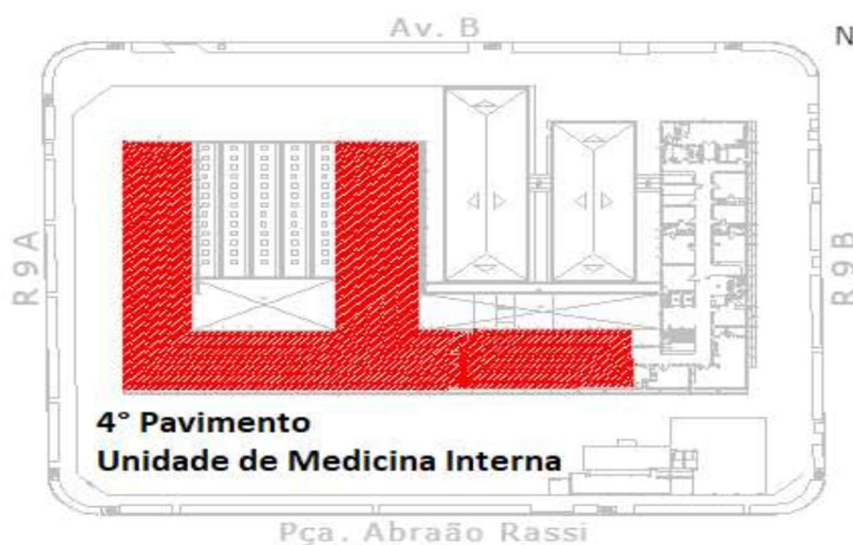 Av. B
N
R 9 A
R 9 B
4° Pavimento
Unidade de Medicina Interna
Pça. Abraão Rassi